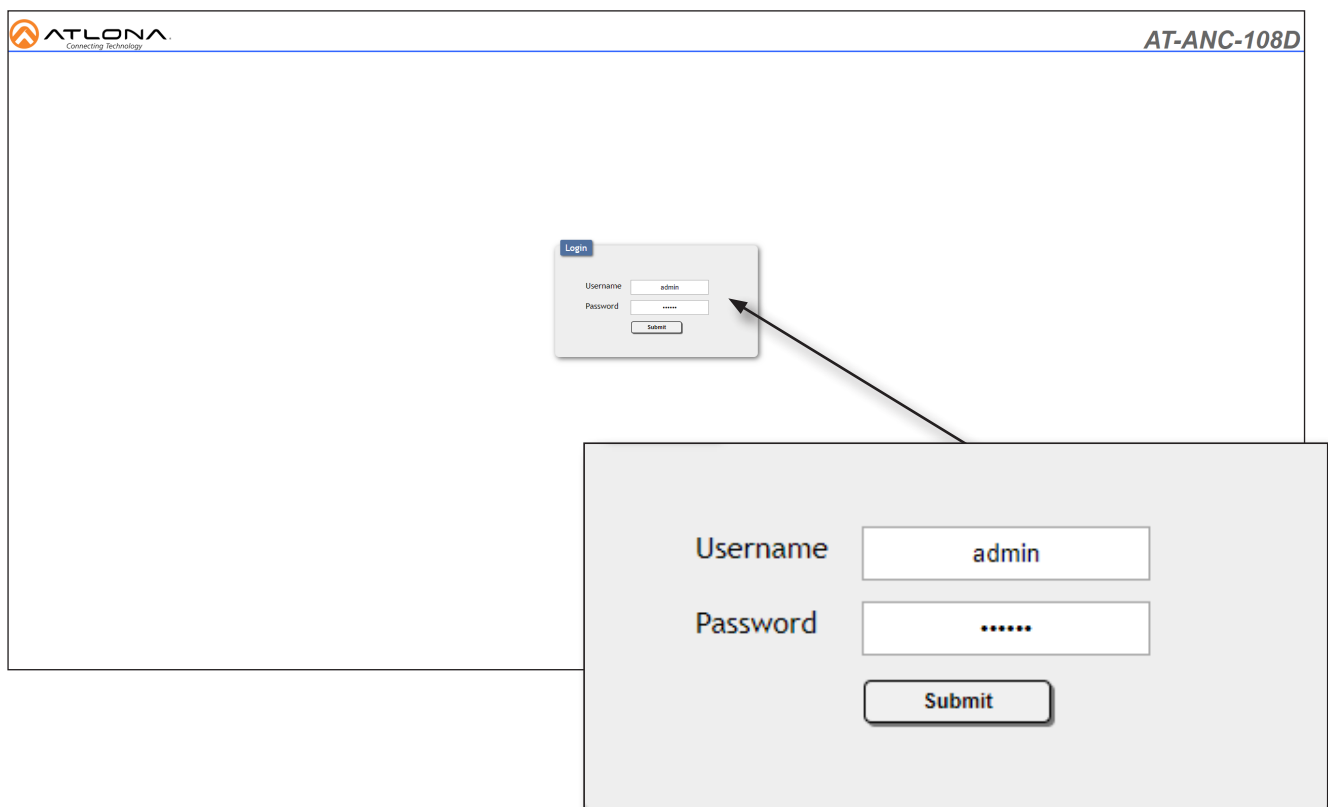 ATLONA.
Connecting Technology
AT-ANC-108D
Login
Username admin
Password ••••••
Submit
Username admin
Password ••••••
Submit